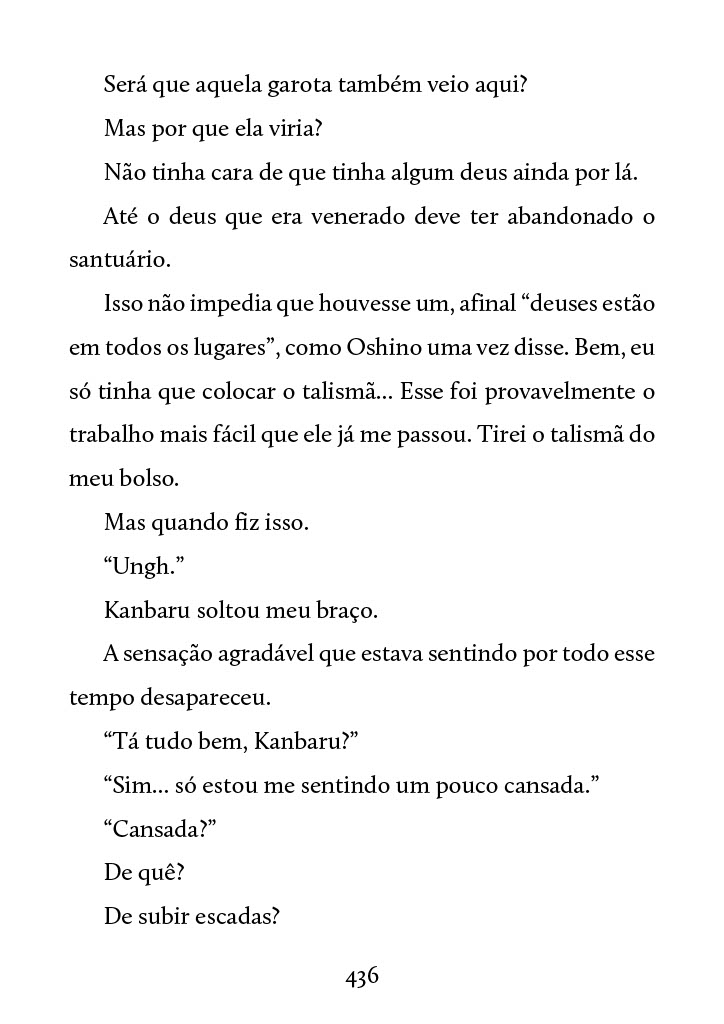 Será que aquela garota também veio aqui?
Mas por que ela viria?
Não tinha cara de que tinha algum deus ainda por lá.
Até o deus que era venerado deve ter abandonado o
santuário.
Isso não impedia que houvesse um, afinal “deuses estão
em todos os lugares”, como Oshino uma vez disse. Bem, eu
só tinha que colocar o talismã... Esse foi provavelmente o
trabalho mais fácil que ele já me passou. Tirei o talismã do
meu bolso.
Mas quando fiz isso.
“Ungh.”
Kanbaru soltou meu braço.
A sensação agradável que estava sentindo por todo esse
tempo desapareceu.
“Tá tudo bem, Kanbaru?”
“Sim... só estou me sentindo um pouco cansada.”
“Cansada?”
De quê?
De subir escadas?
436